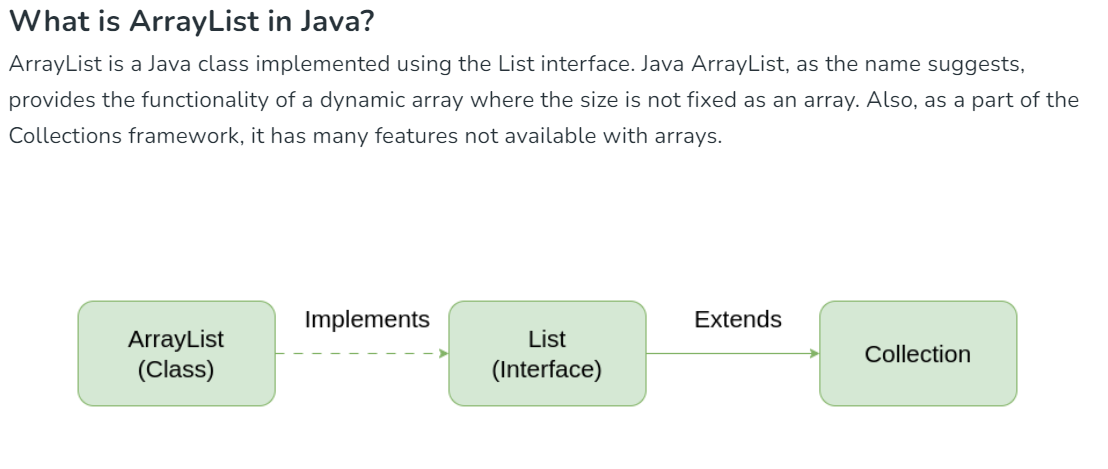 What is ArrayList in Java?
ArrayList is a Java class implemented using the List interface. Java ArrayList, as the name suggests,
provides the functionality of a dynamic array where the size is not fixed as an array. Also, as a part of the
Collections framework, it has many features not available with arrays.
ArrayList
(Class)
Implements
List
(Interface)
Extends
Collection